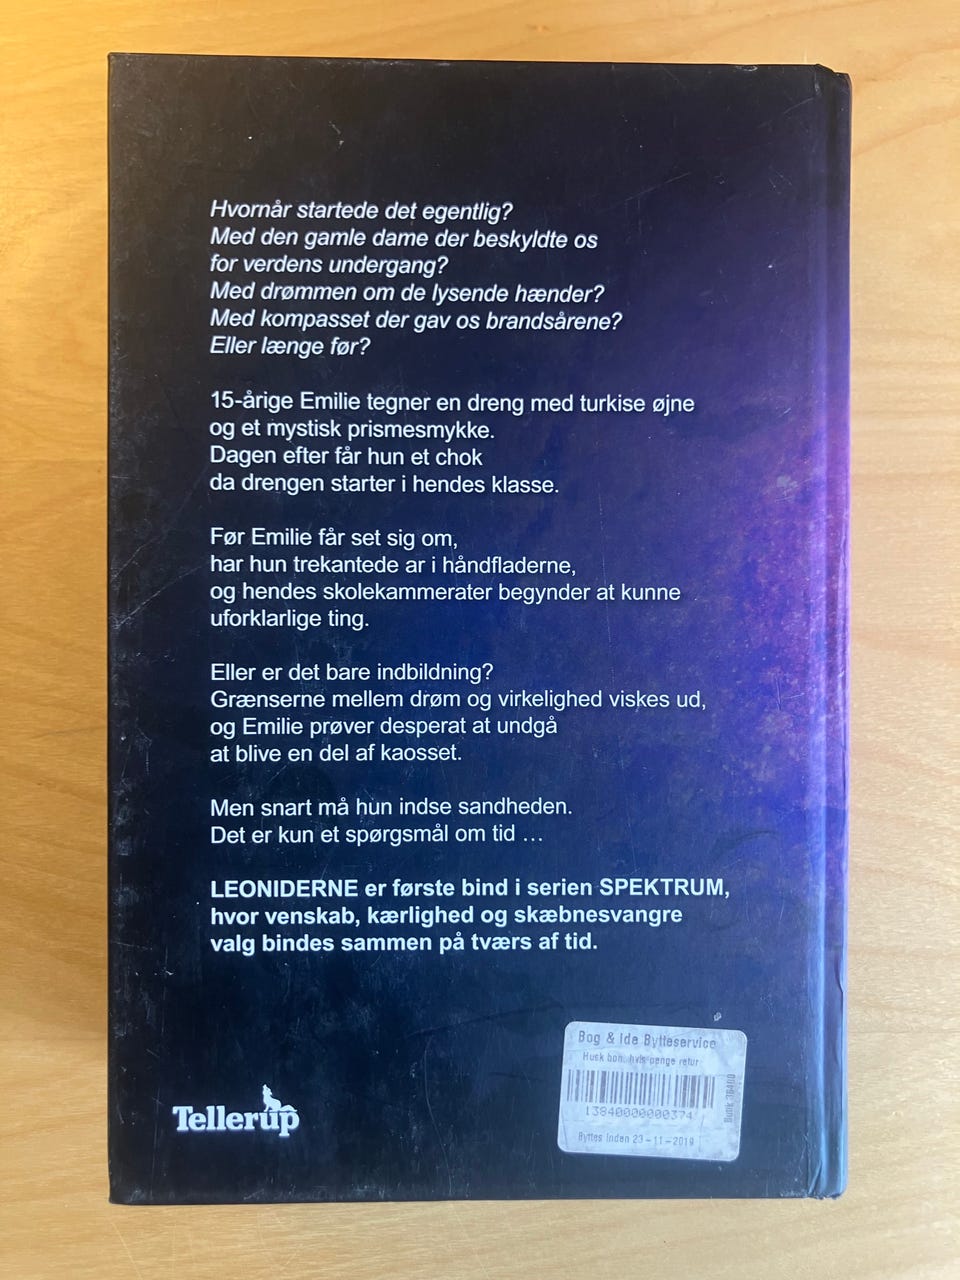 Hvornår startede det egentlig?
Med den gamle dame der beskyldte os
for verdens undergang?
Med drømmen om de lysende hænder?
Med kompasset der gav os brandsårene?
Eller længe før?
15-årige Emilie tegner en dreng med turkise øjne
og et mystisk prismesmykke.
Dagen efter får hun et chok
da drengen starter i hendes klasse.
Før Emilie får set sig om,
har hun trekantede ar i håndfladerne,
og hendes skolekammerater begynder at kunne
uforklarlige ting.
Eller er det bare indbildning?
Grænserne mellem drøm og virkelighed viskes ud,
og Emilie prøver desperat at undgå
at blive en del af kaosset.
Men snart må hun indse sandheden.
Det er kun et spørgsmål om tid ...
LEONIDERNE er første bind i serien SPEKTRUM,
hvor venskab, kærlighed og skæbnesvangre
valg bindes sammen på tværs af tid.
Tellerup
Bog & Ide Bytteservice
Husk bon, hvis penge retur
13840000000374
Byttes inden 23-11-2019
Butik 38400